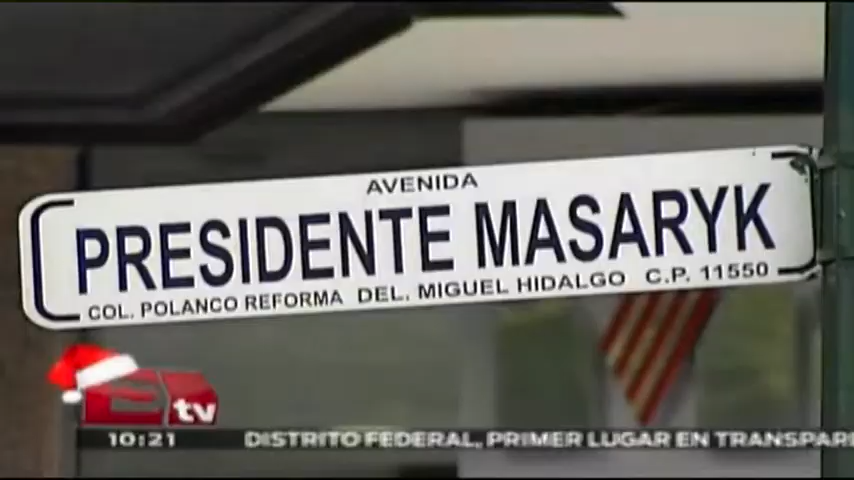 AVENIDA
PRESIDENTE MASARYK
COL. POLANCO REFORMA DEL. MIGUEL HIDALGO C.P. 11550
tv
10:21 DISTRITO FEDERAL, PRIMER LUGAR EN